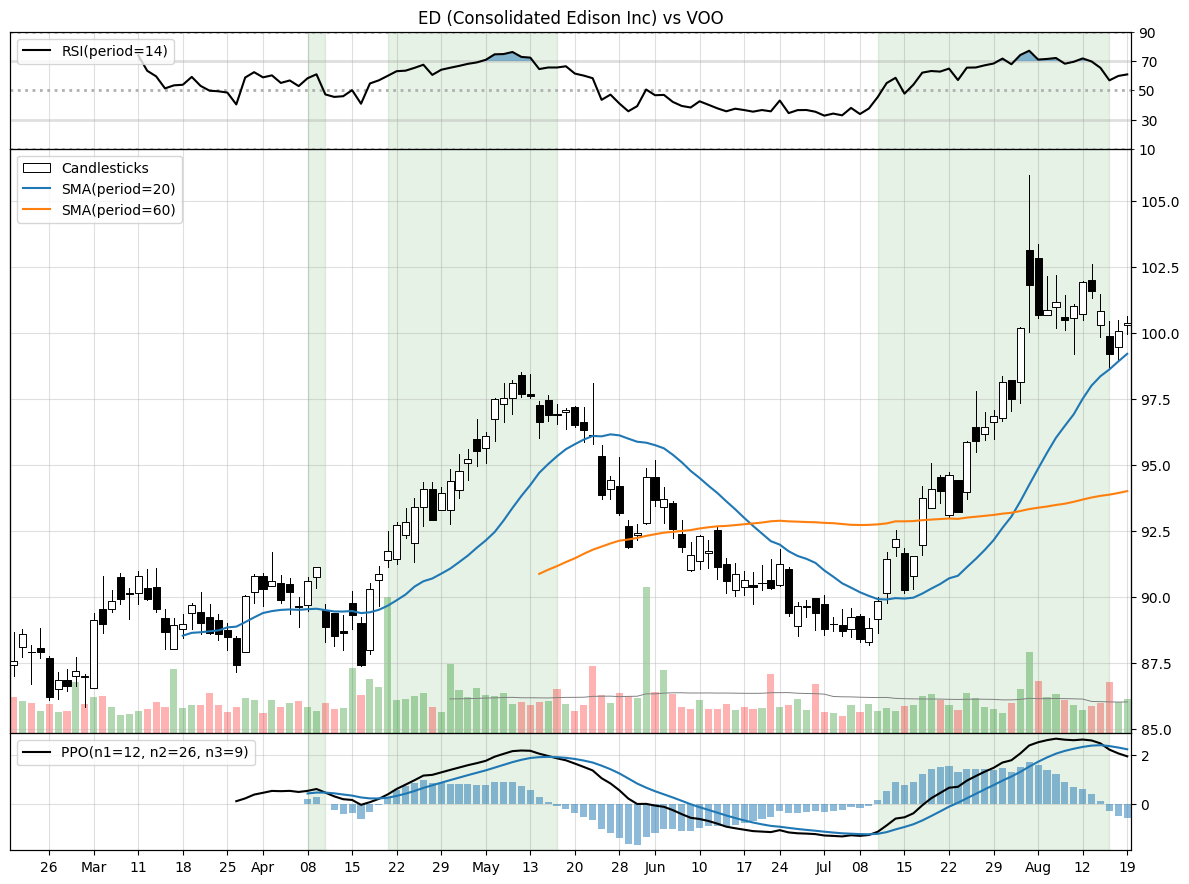 ED (Consolidated Edison Inc) vs VOO
RSI(period=14)
90
70
50
30
10
Candlesticks
SMA(period=20)
SMA(period=60)
105.0
102.5
100.0
97.5
95.0
92.5
90.0
87.5
85.0
PPO(n1=12, n2=26, n3=9)
2
0
26 Mar 11 18 25 Apr 08 15 22 29 May 13 20 28 Jun 10 17 24 Jul 08 15 22 29 Aug 12 19